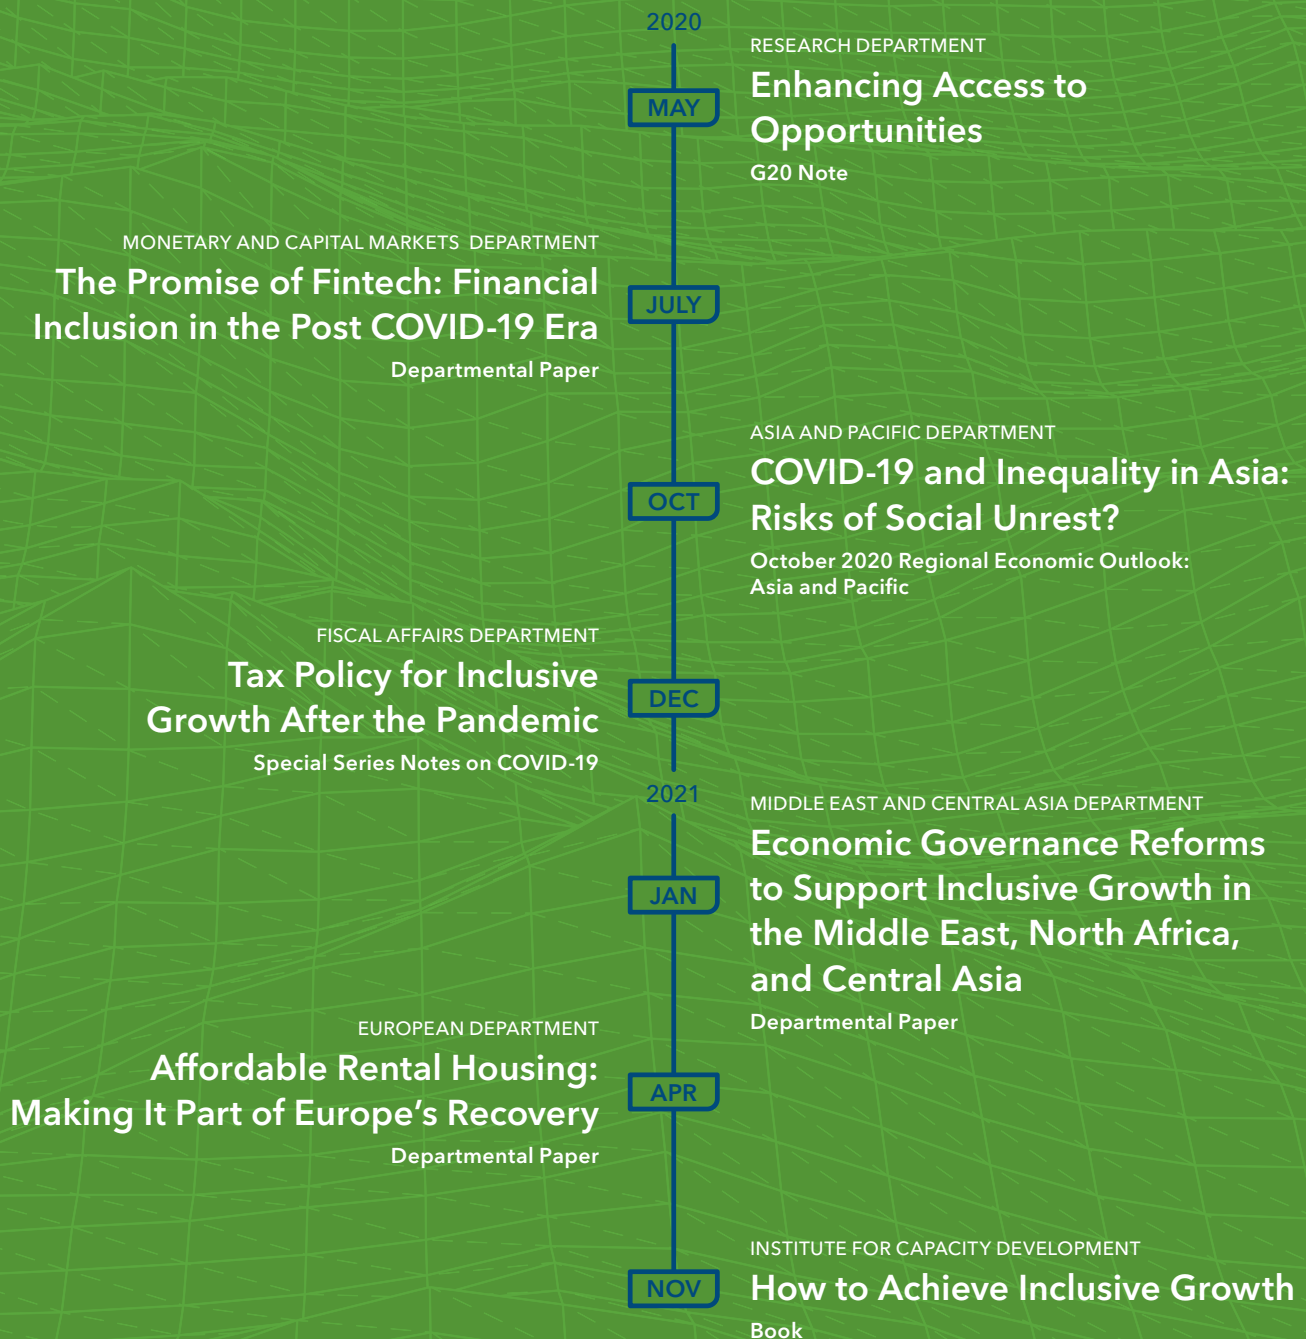 2020
MAY
RESEARCH DEPARTMENT
Enhancing Access to
Opportunities
G20 Note
MONETARY AND CAPITAL MARKETS DEPARTMENT
The Promise of Fintech: Financial
Inclusion in the Post COVID-19 Era
Departmental Paper
JULY
OCT
ASIA AND PACIFIC DEPARTMENT
COVID-19 and Inequality in Asia:
Risks of Social Unrest?
October 2020 Regional Economic Outlook:
Asia and Pacific
FISCAL AFFAIRS DEPARTMENT
Tax Policy for Inclusive
Growth After the Pandemic
Special Series Notes on COVID-19
DEC
2021
JAN
MIDDLE EAST AND CENTRAL ASIA DEPARTMENT
Economic Governance Reforms
to Support Inclusive Growth in
the Middle East, North Africa,
and Central Asia
Departmental Paper
EUROPEAN DEPARTMENT
Affordable Rental Housing:
Making It Part of Europe’s Recovery
Departmental Paper
APR
NOV
INSTITUTE FOR CAPACITY DEVELOPMENT
How to Achieve Inclusive Growth
Book